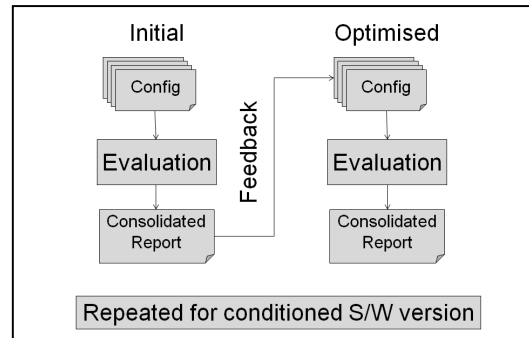 Initial
Optimised
Config
Config
Evaluation
Evaluation
Feedback
Consolidated
Report
Consolidated
Report
Repeated for conditioned S/W version